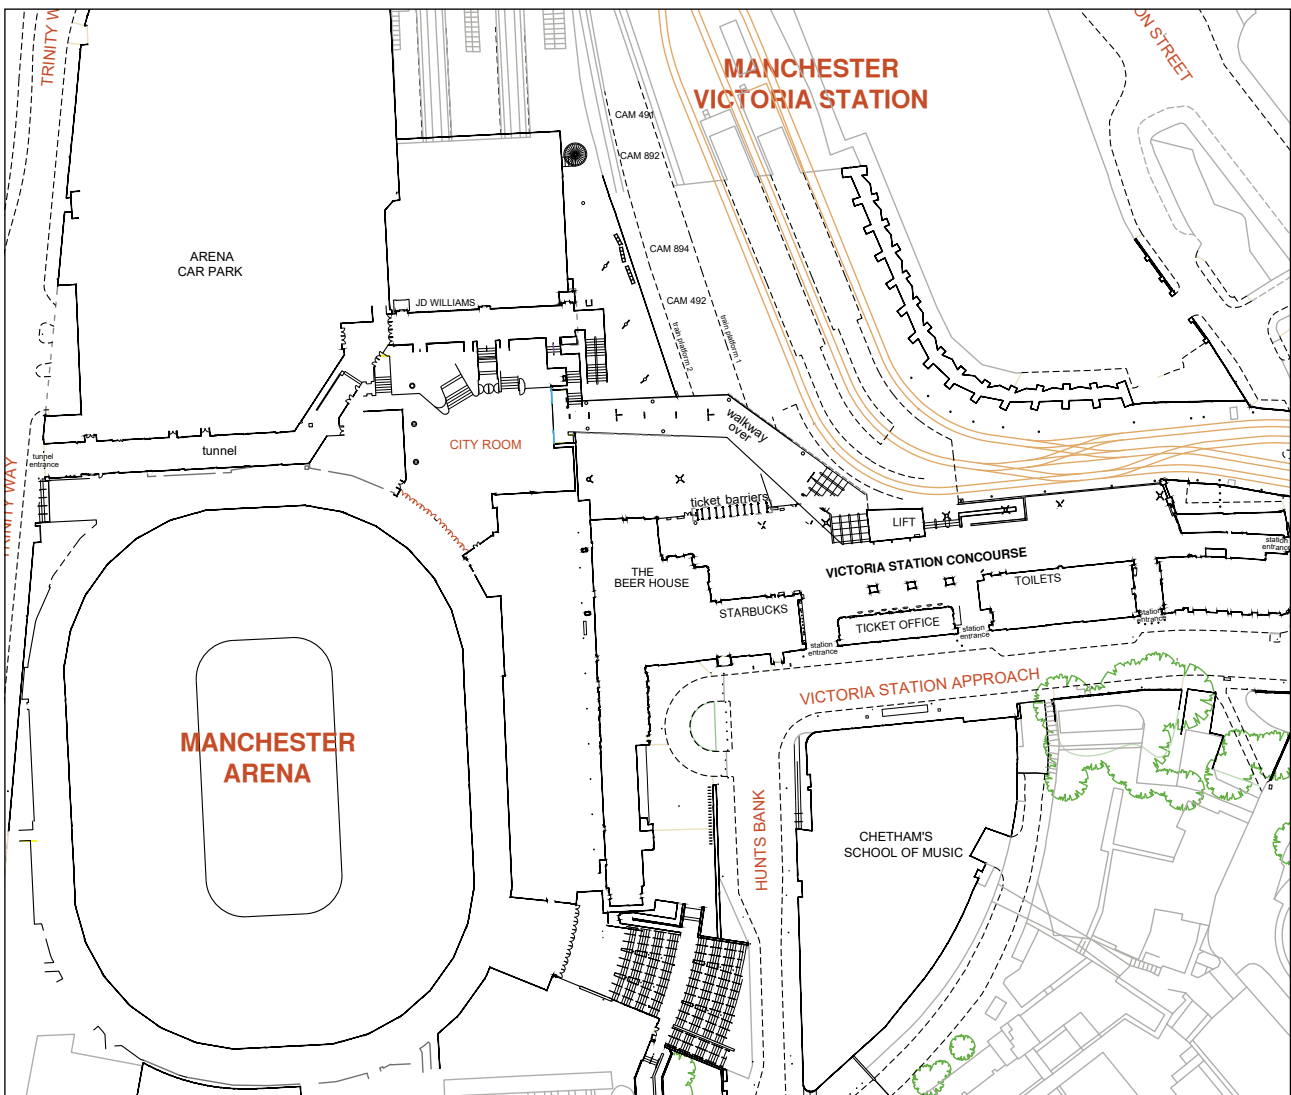 TRINITY W
MANCHESTER
VICTORIA STATION
ON STREET
CAM 491
CAM 892
CAM 894
CAM 492
train platform 2
train platform 1
ARENA
CAR PARK
JD WILLIAMS
walkway
over
CITY ROOM
tunnel
tunnel
entrance
TRINITY WAY
ticket barriers
LIFT
station
entrance
VICTORIA STATION CONCOURSE
THE
BEER HOUSE
TOILETS
STARBUCKS
TICKET OFFICE
station
entrance
station
entrance
station
entrance
VICTORIA STATION APPROACH
MANCHESTER
ARENA
HUNTS BANK
CHETHAM'S
SCHOOL OF MUSIC